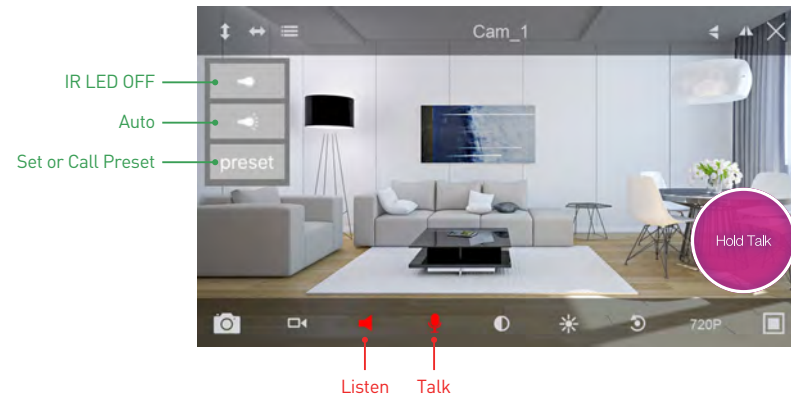 Cam_1
IR LED OFF
Auto
Set or Call Preset
preset
Hold Talk
720P
Listen
Talk